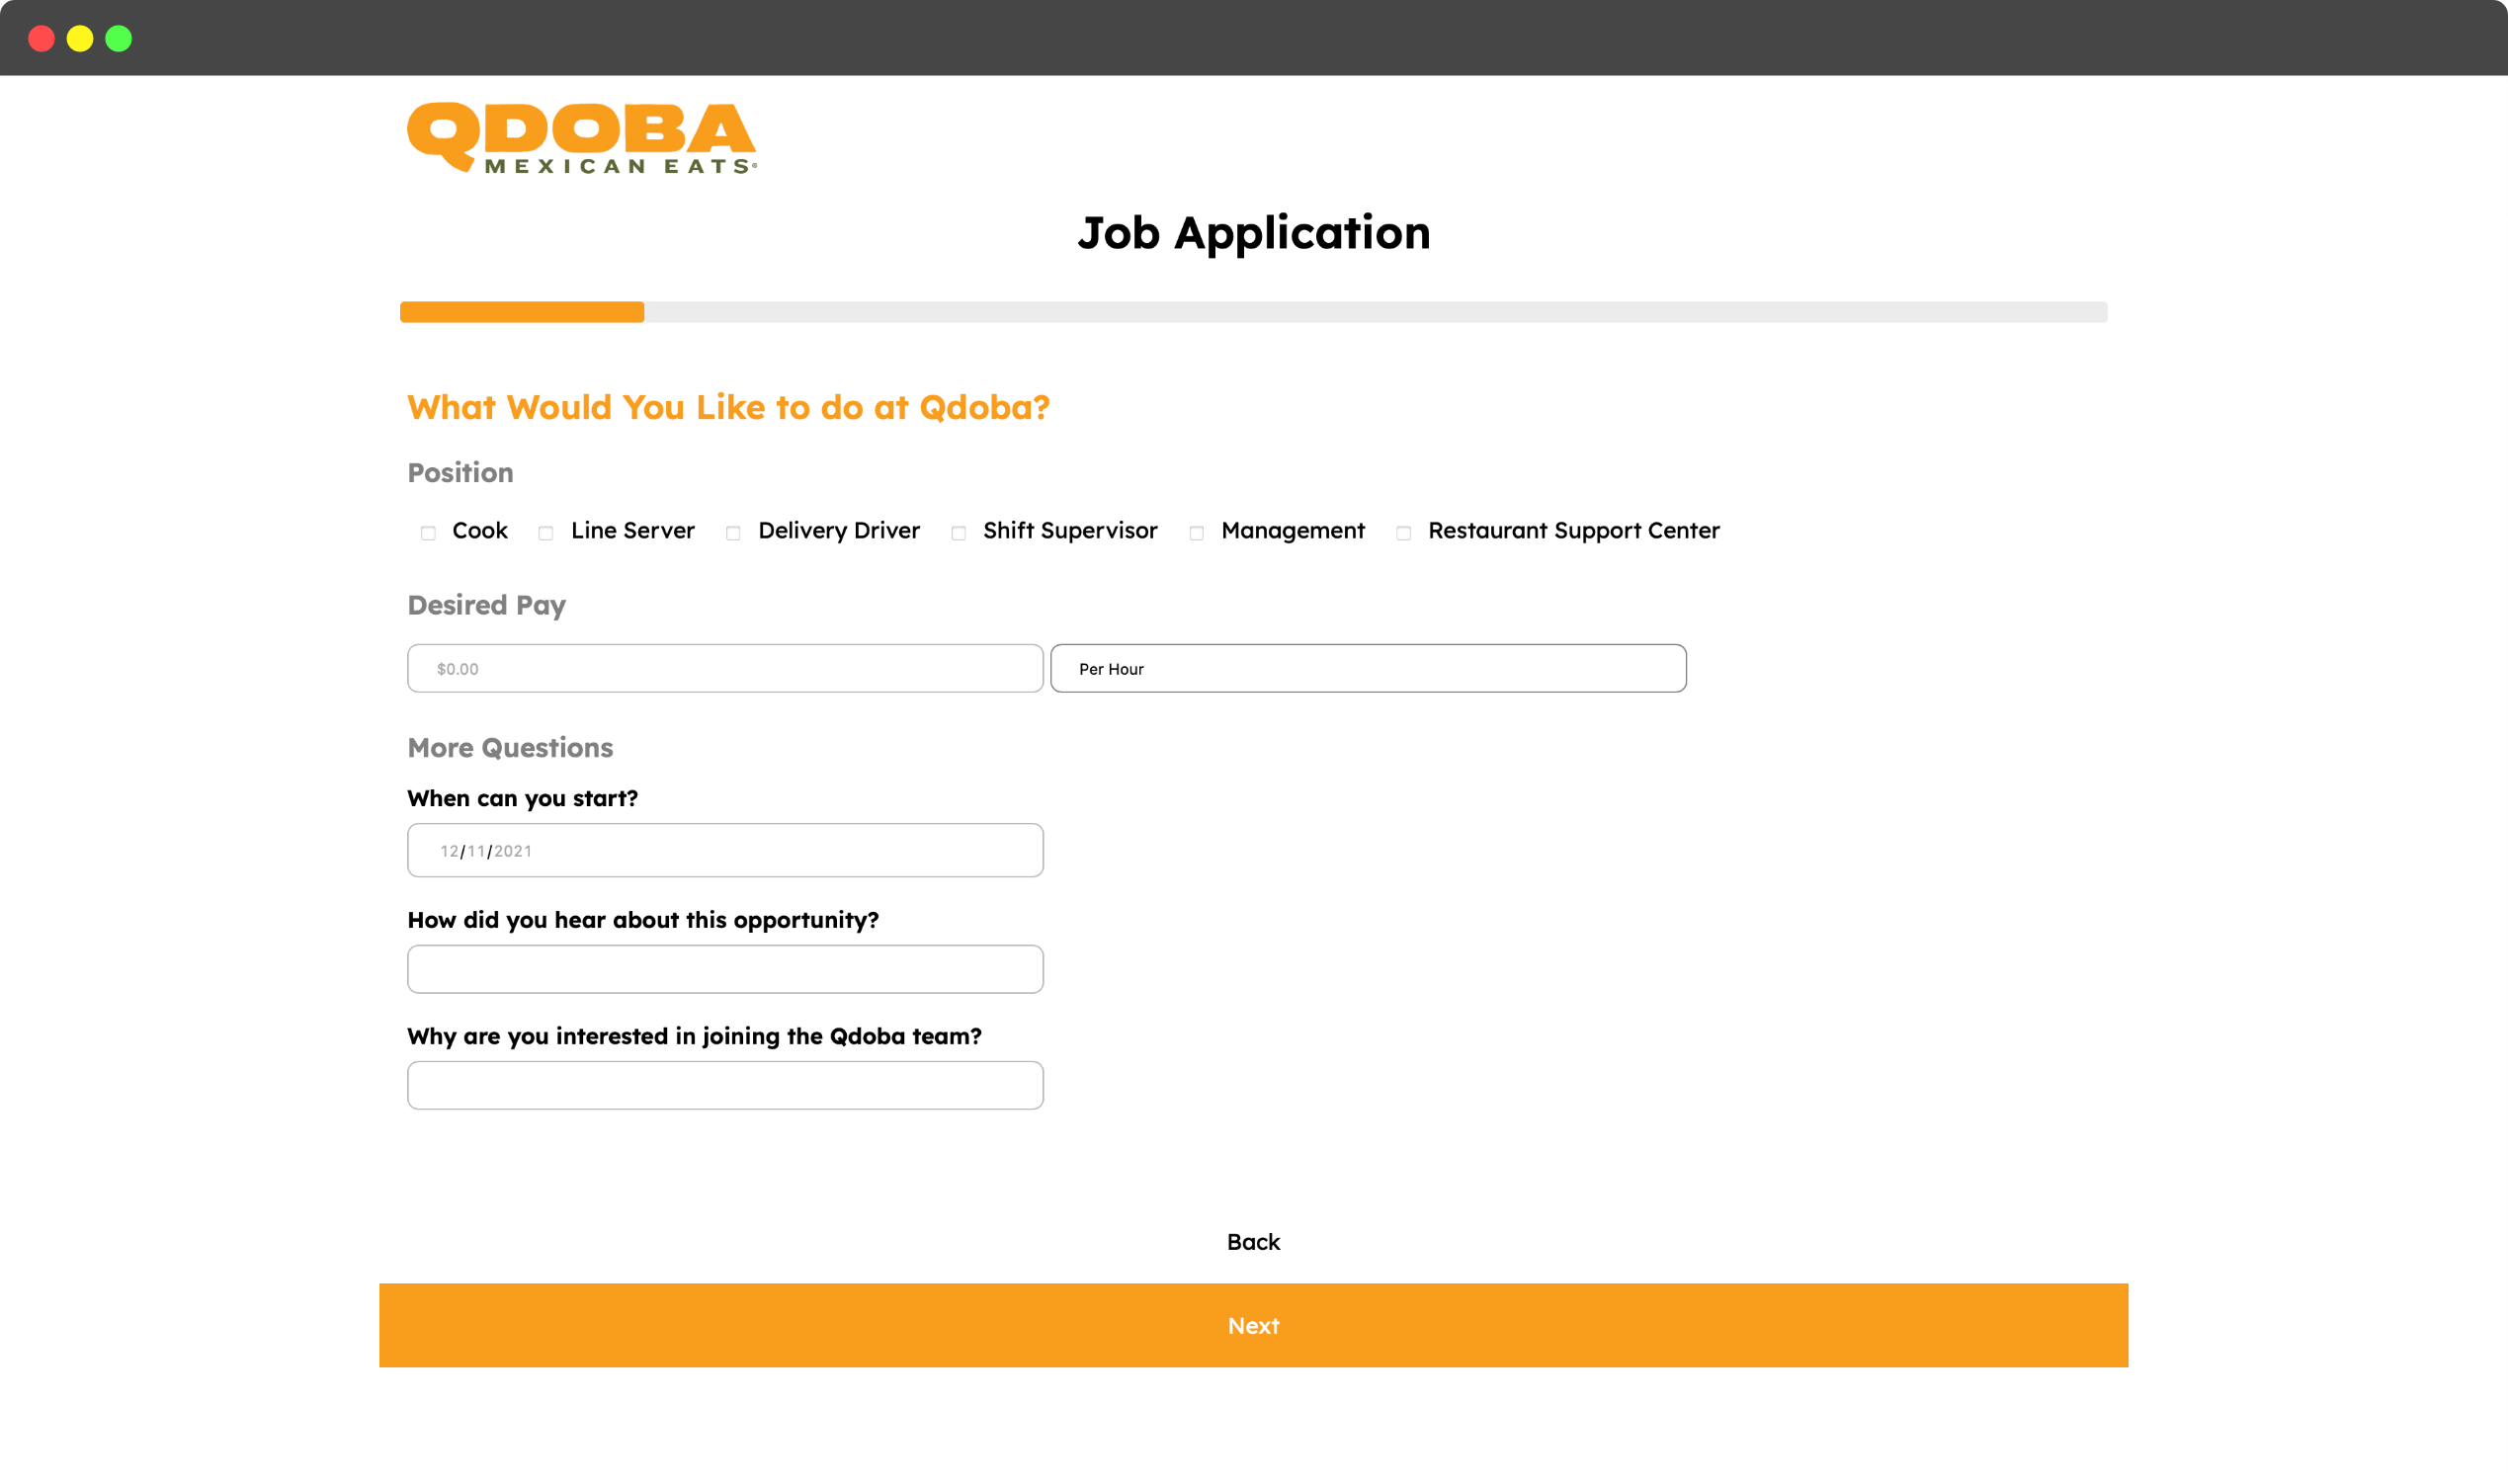 QDOBA
MEXICAN EATS
Job Application
What Would You Like to do at Qdoba?
Position
Cook Line Server Delivery Driver Shift Supervisor Management Restaurant Support Center
Desired Pay
$0.00 Per Hour
More Questions
When can you start?
12/11/2021
How did you hear about this opportunity?
Why are you interested in joining the Qdoba team?
Back
Next